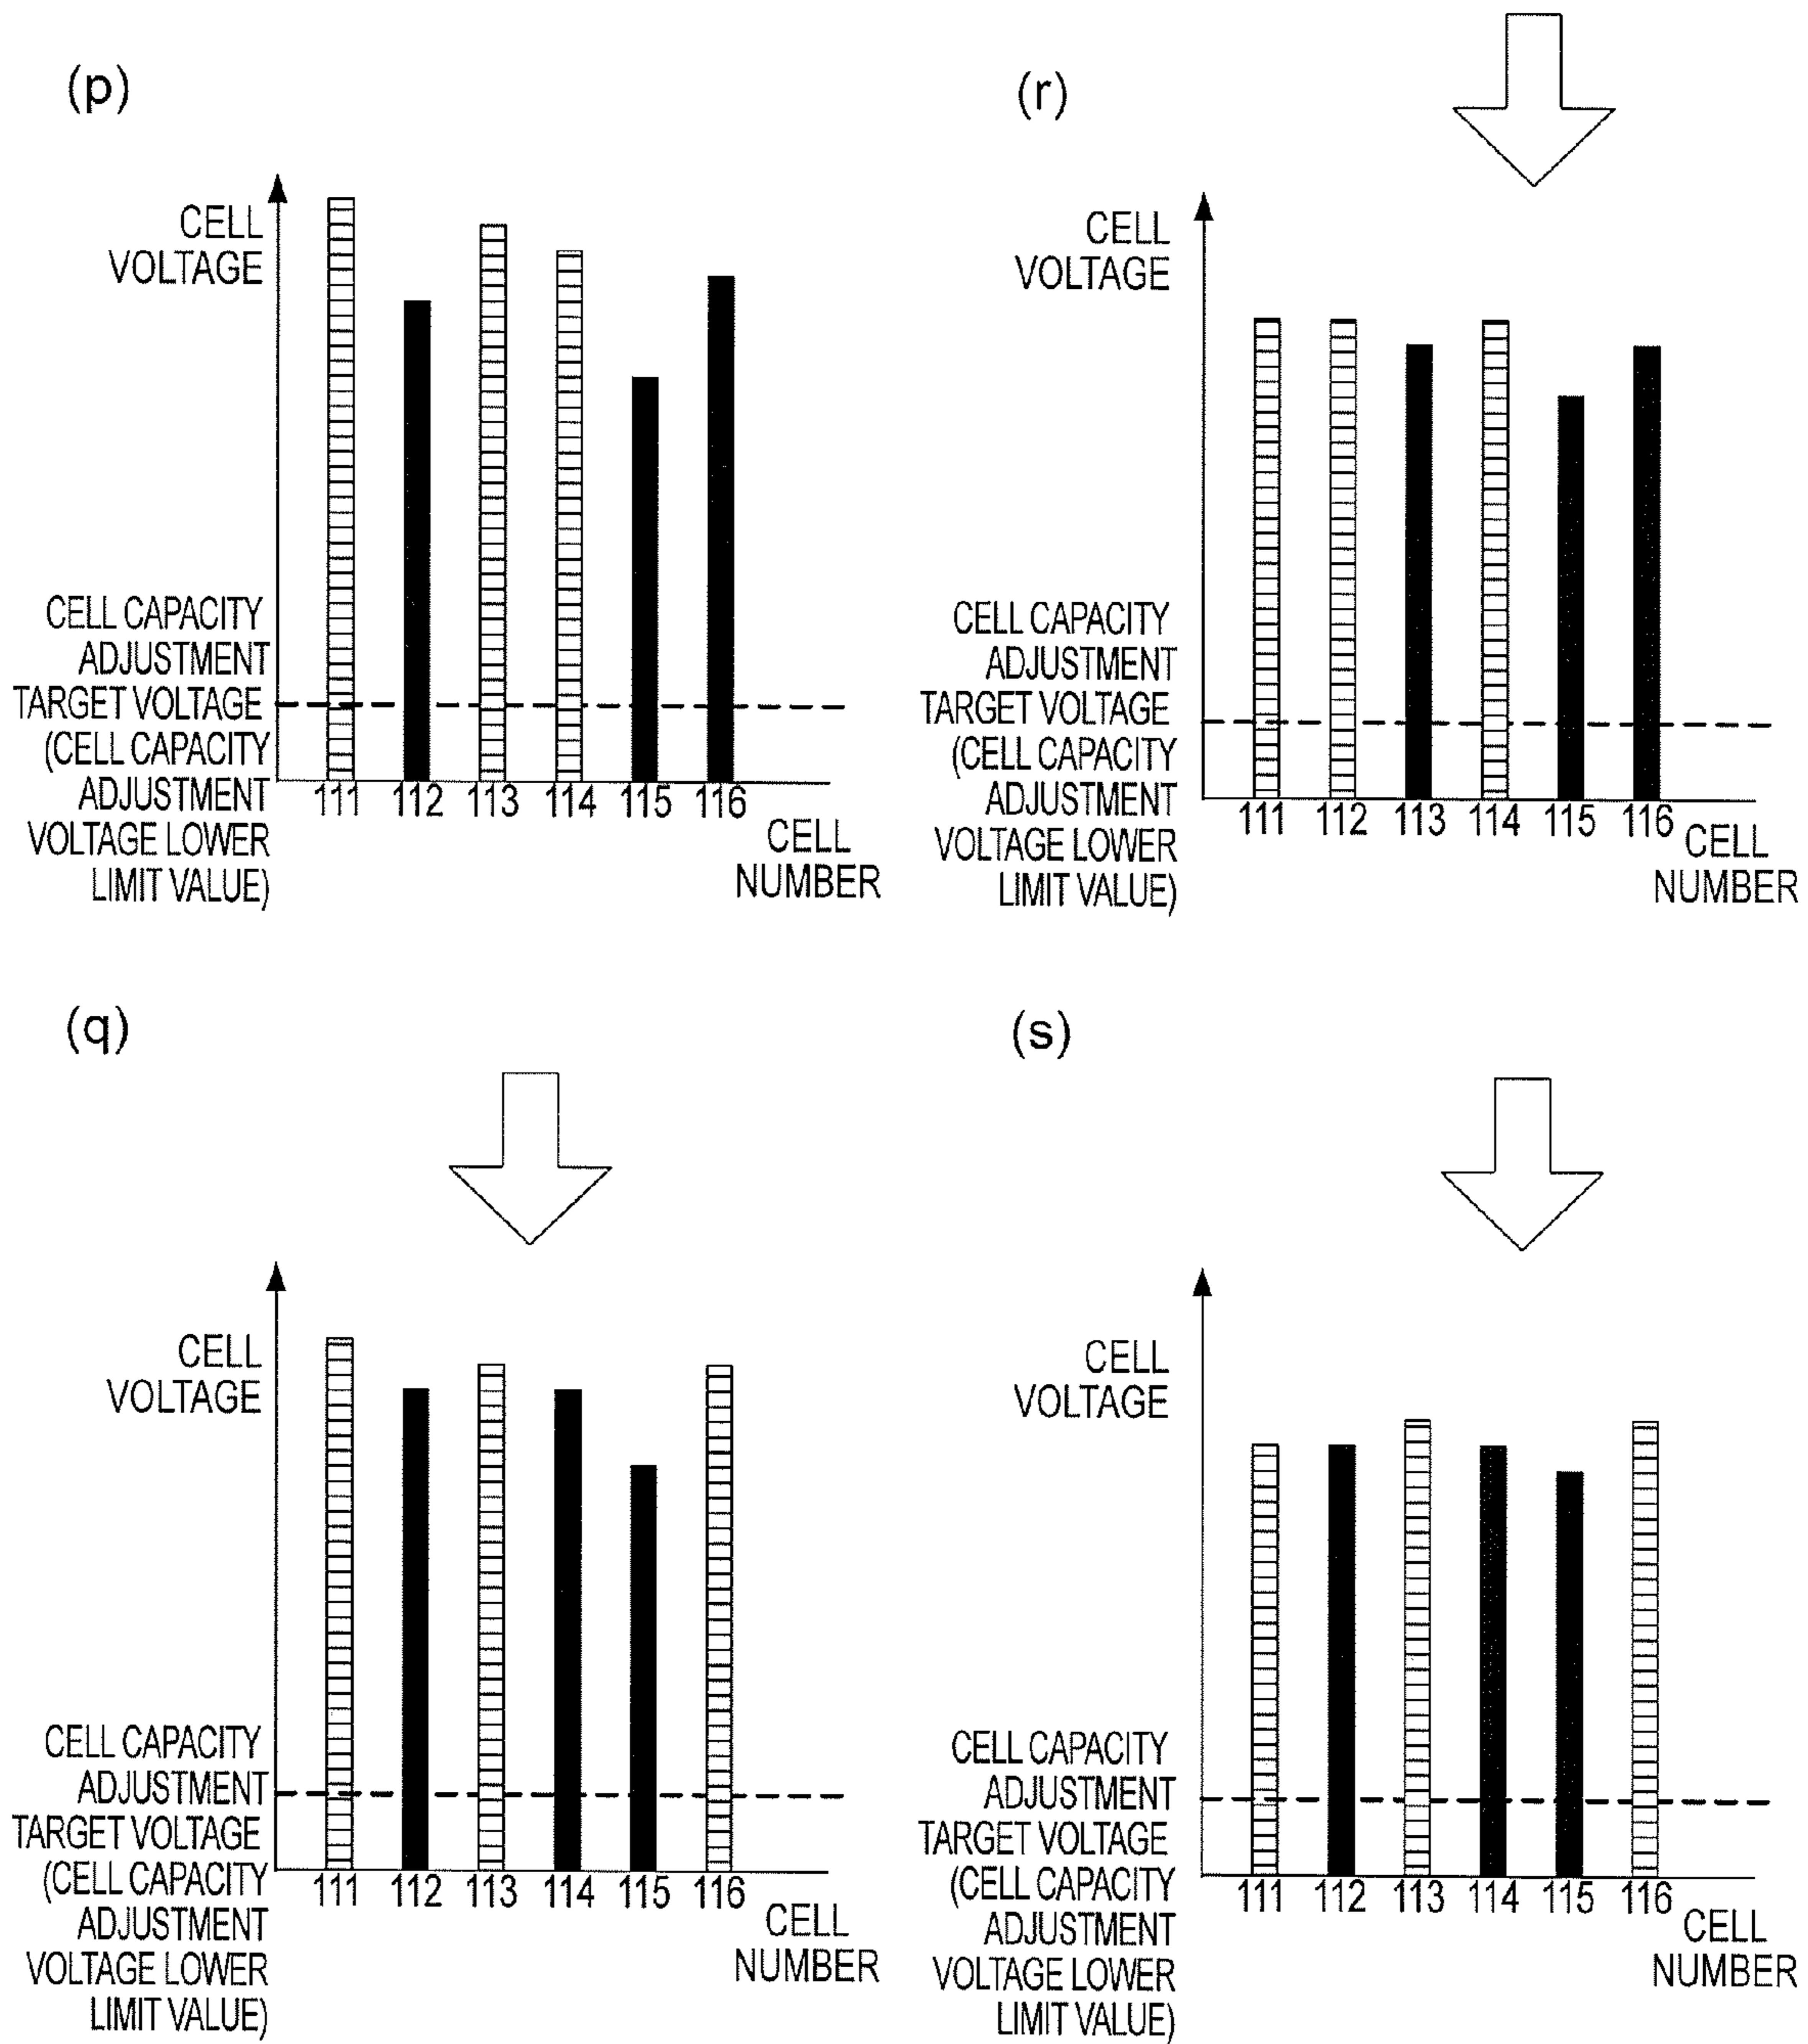 (p)
CELL
VOLTAGE
CELL CAPACITY
ADJUSTMENT
TARGET VOLTAGE
(CELL CAPACITY
ADJUSTMENT
VOLTAGE LOWER
LIMIT VALUE)
111 112 113 114 115 116
CELL
NUMBER
(q)
CELL
VOLTAGE
CELL CAPACITY
ADJUSTMENT
TARGET VOLTAGE
(CELL CAPACITY
ADJUSTMENT
VOLTAGE LOWER
LIMIT VALUE)
111 112 113 114 115 116
CELL
NUMBER
(r)
CELL
VOLTAGE
CELL CAPACITY
ADJUSTMENT
TARGET VOLTAGE
(CELL CAPACITY
ADJUSTMENT
VOLTAGE LOWER
LIMIT VALUE)
111 112 113 114 115 116
CELL
NUMBER
(s)
CELL
VOLTAGE
CELL CAPACITY
ADJUSTMENT
TARGET VOLTAGE
(CELL CAPACITY
ADJUSTMENT
VOLTAGE LOWER
LIMIT VALUE)
111 112 113 114 115 116
CELL
NUMBER